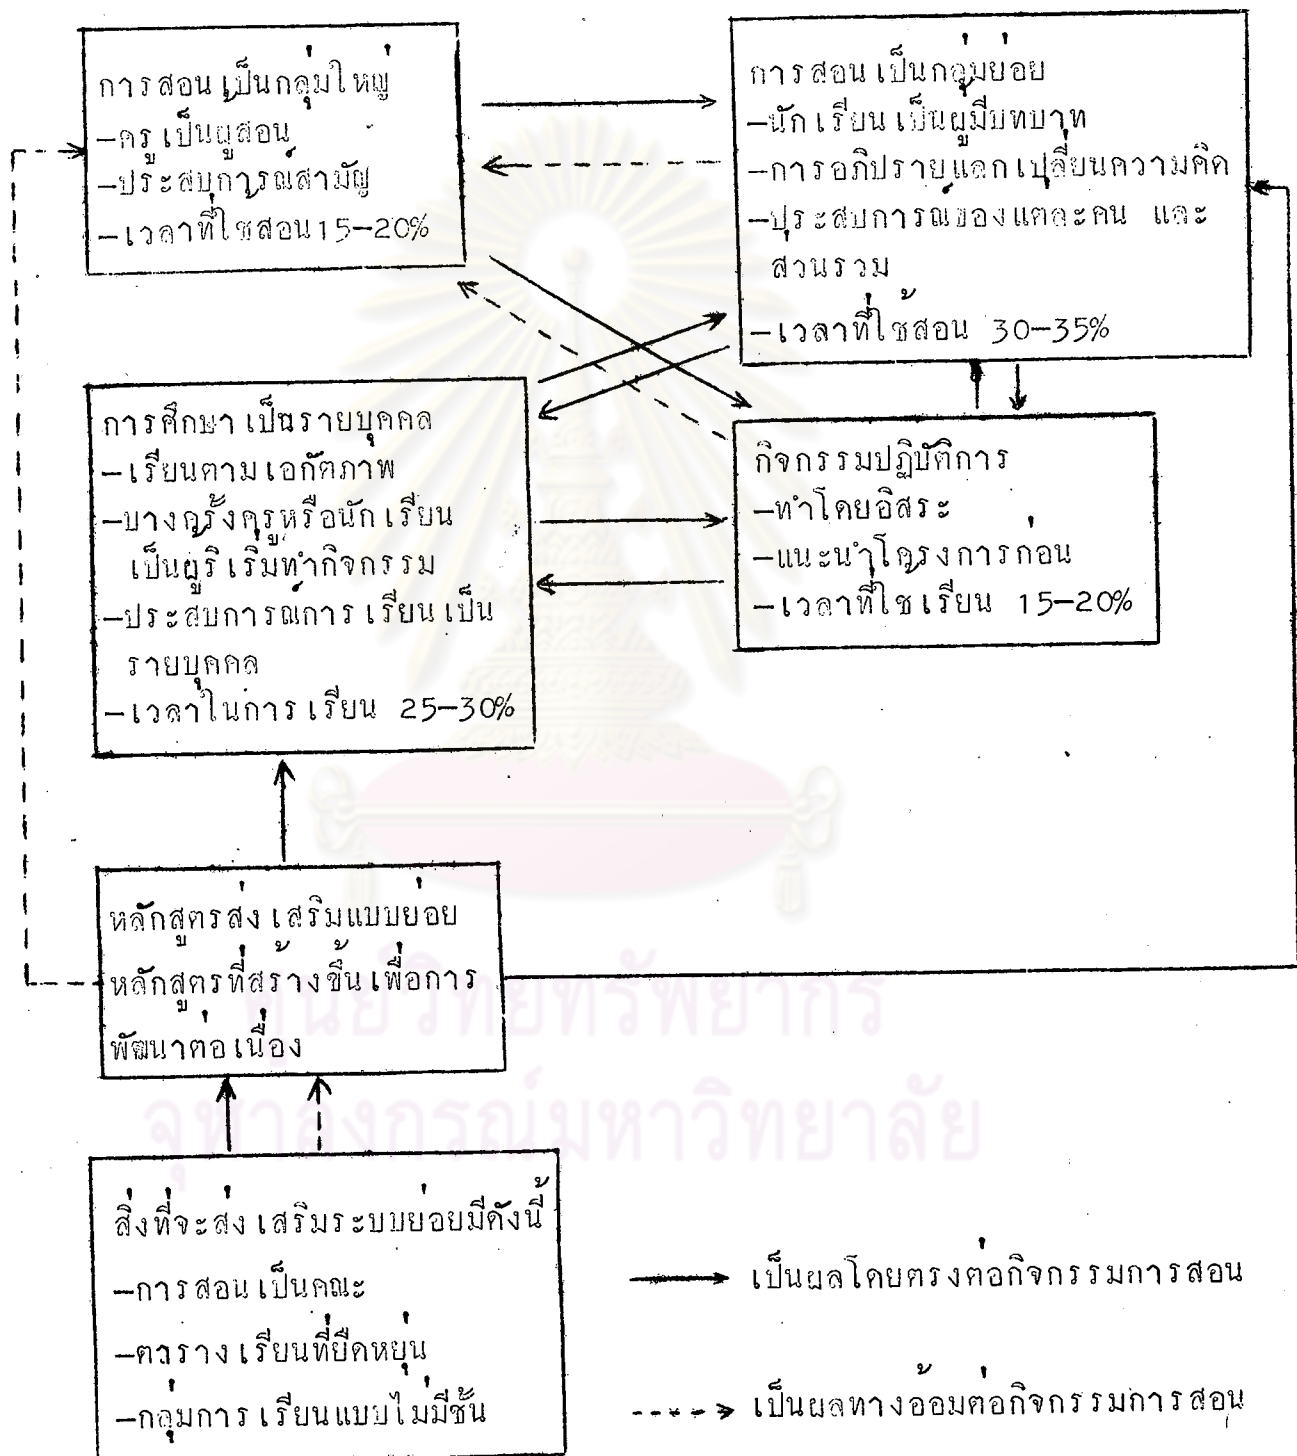 การสอนเป็นกลุ่มใหญ่
-ครูเป็นผู้สอน
-ประสบการณ์สามัญ
-เวลาที่ใช้สอน 15-20%
การสอนเป็นกลุ่มย่อย
-นักเรียนเป็นผู้มีบทบาท
-การอภิปรายแลกเปลี่ยนความคิด
-ประสบการณ์ของแต่ละคน และ
ส่วนรวม
-เวลาที่ใช้สอน 30-35%
การศึกษาเป็นรายบุคคล
-เรียนตามเอกัตภาพ
-บางครั้งครูหรือนักเรียน
เป็นผู้ริเริ่มทำกิจกรรม
-ประสบการณ์การเรียนเป็น
รายบุคคล
-เวลาในการเรียน 25-30%
กิจกรรมปฏิบัติการ
-ทำโดยอิสระ
-แนะนำโครงการก่อน
-เวลาที่ใช้เรียน 15-20%
หลักสูตรส่งเสริมแบบย่อย
หลักสูตรที่สร้างขึ้นเพื่อการ
พัฒนาต่อเนื่อง
ศูนย์วิทยทรัพยากร
จุฬาลงกรณ์มหาวิทยาลัย
สิ่งที่จะส่งเสริมระบบย่อยมีดังนี้
-การสอนเป็นคณะ
-ตารางเรียนที่ยืดหยุ่น
-กลุ่มการเรียนแบบไม่มีชั้น
เป็นผลโดยตรงต่อกิจกรรมการสอน
เป็นผลทางอ้อมต่อกิจกรรมการสอน